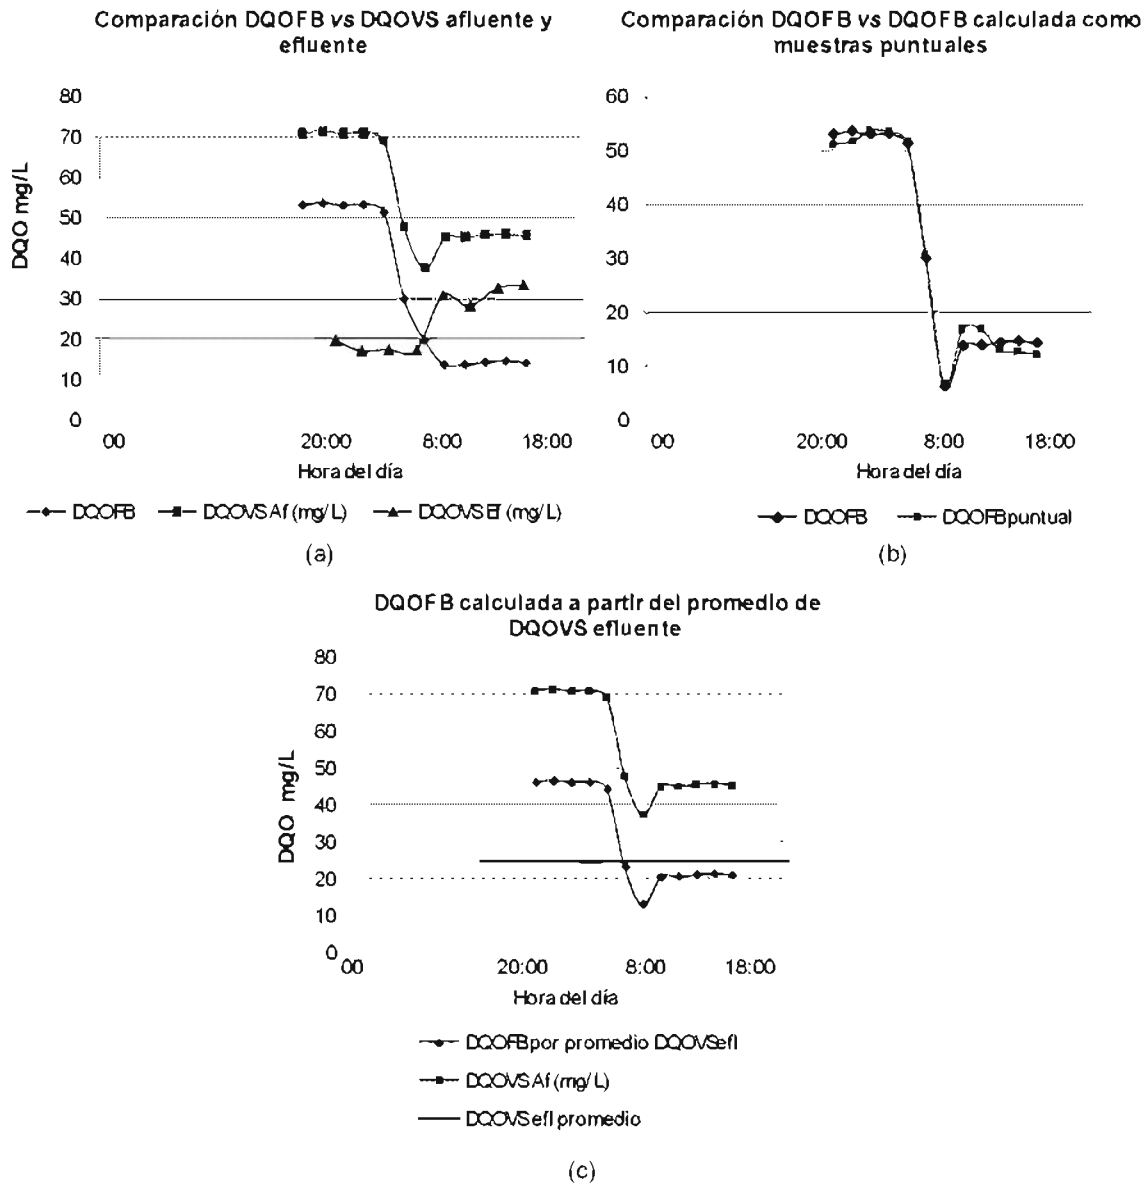 Comparación DQOFB vs DQOVS afluente y
efluente
80
70
60
50
40
30
20
10
0
DQO mg/L
00
20:00
8:00
18:00
Hora del día
DQOFB
DQOVS Af (mg/L)
DQOVS Ef (mg/L)
(a)
Comparación DQOFB vs DQOFB calculada como
muestras puntuales
60
50
40
30
20
10
0
00
20:00
8:00
18:00
Hora del día
DQOFB
DQOFB puntual
(b)
DQOFB calculada a partir del promedio de
DQOVS efluente
80
70
60
50
40
30
20
10
0
DQO mg/L
00
20:00
8:00
18:00
Hora del día
DQOFB por promedio DQOVSefl
DQOVS Af (mg/L)
DQOVSefl promedio
(c)